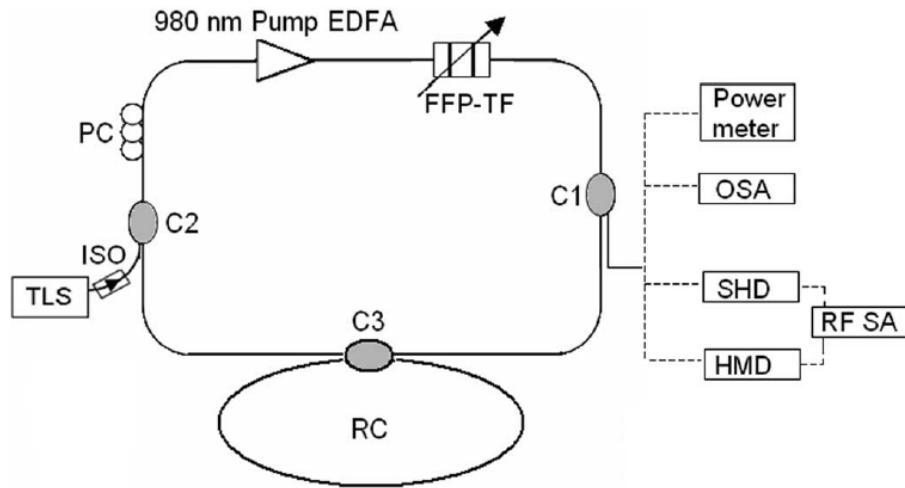 980 nm Pump EDFA
FFP-TF
PC
Power
meter
C1
OSA
C2
ISO
TLS
SHD
C3
RF SA
HMD
RC